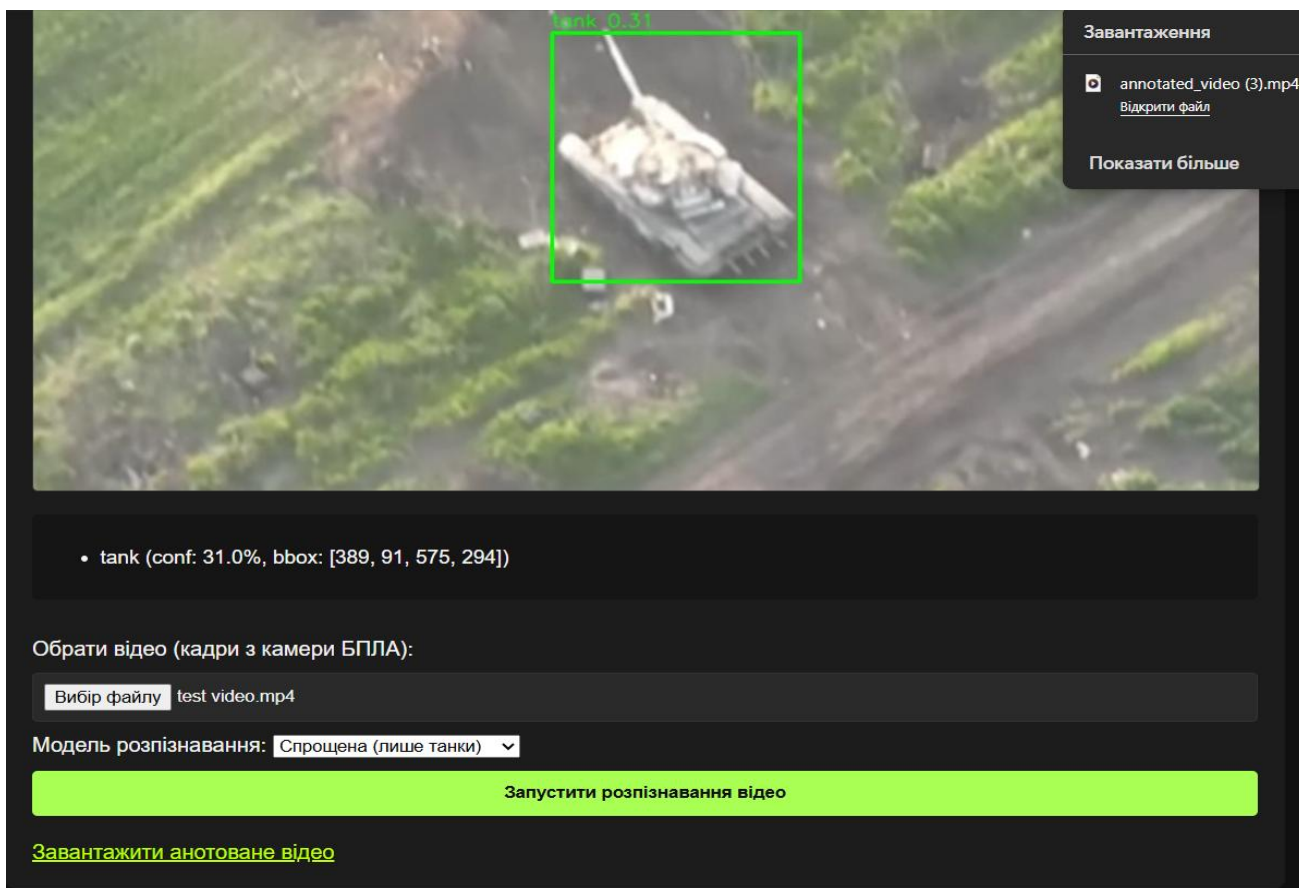 tank 0.31
Завантаження
annotated_video (3).mp4
Відкрити файл
Показати більше
• tank (conf: 31.0%, bbox: [389, 91, 575, 294])
Обрати відео (кадри з камери БПЛА):
Вибір файлу test video.mp4
Модель розпізнавання: Спрощена (лише танки)
Запустити розпізнавання відео
Завантажити анотоване відео